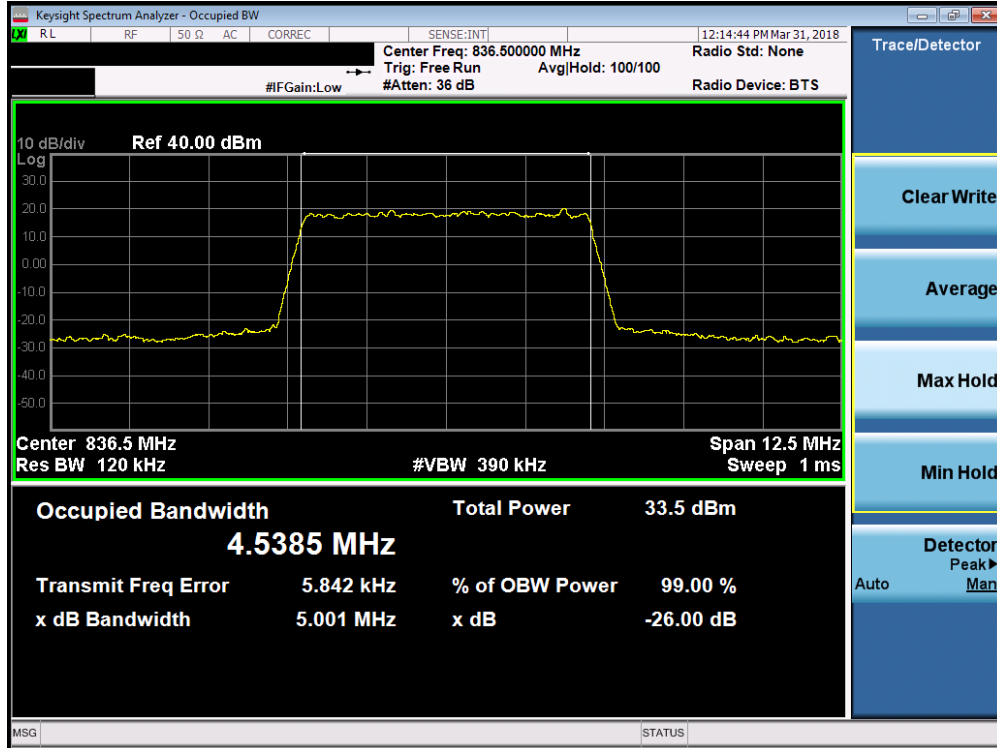 Keysight Spectrum Analyzer - Occupied BW
LXI RL RF 50 Ω AC CORREC SENSE:INT 12:14:44 PM Mar 31, 2018
Center Freq: 836.500000 MHz Radio Std: None
Trig: Free Run Avg|Hold: 100/100
#IFGain:Low #Atten: 36 dB Radio Device: BTS
Trace/Detector
10 dB/div Ref 40.00 dBm
Log
30.0
20.0
10.0
0.00
-10.0
-20.0
-30.0
-40.0
-50.0
Center 836.5 MHz Span 12.5 MHz
Res BW 120 kHz #VBW 390 kHz Sweep 1 ms
Occupied Bandwidth Total Power 33.5 dBm
4.5385 MHz
Transmit Freq Error 5.842 kHz % of OBW Power 99.00 %
x dB Bandwidth 5.001 MHz x dB -26.00 dB
Clear Write
Average
Max Hold
Min Hold
Detector
Peak▶
Auto Man
MSG STATUS